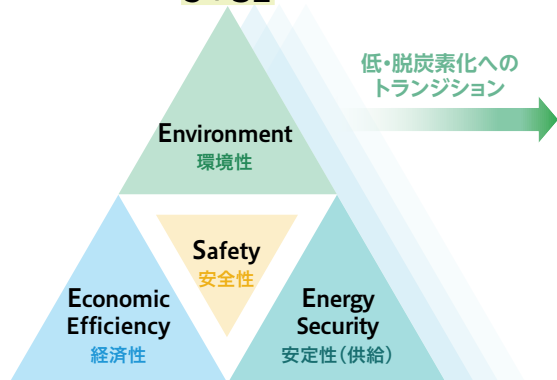 低・脱炭素化への
トランジション
Environment
環境性
Safety
安全性
Economic
Efficiency
経済性
Energy
Security
安定性（供給）